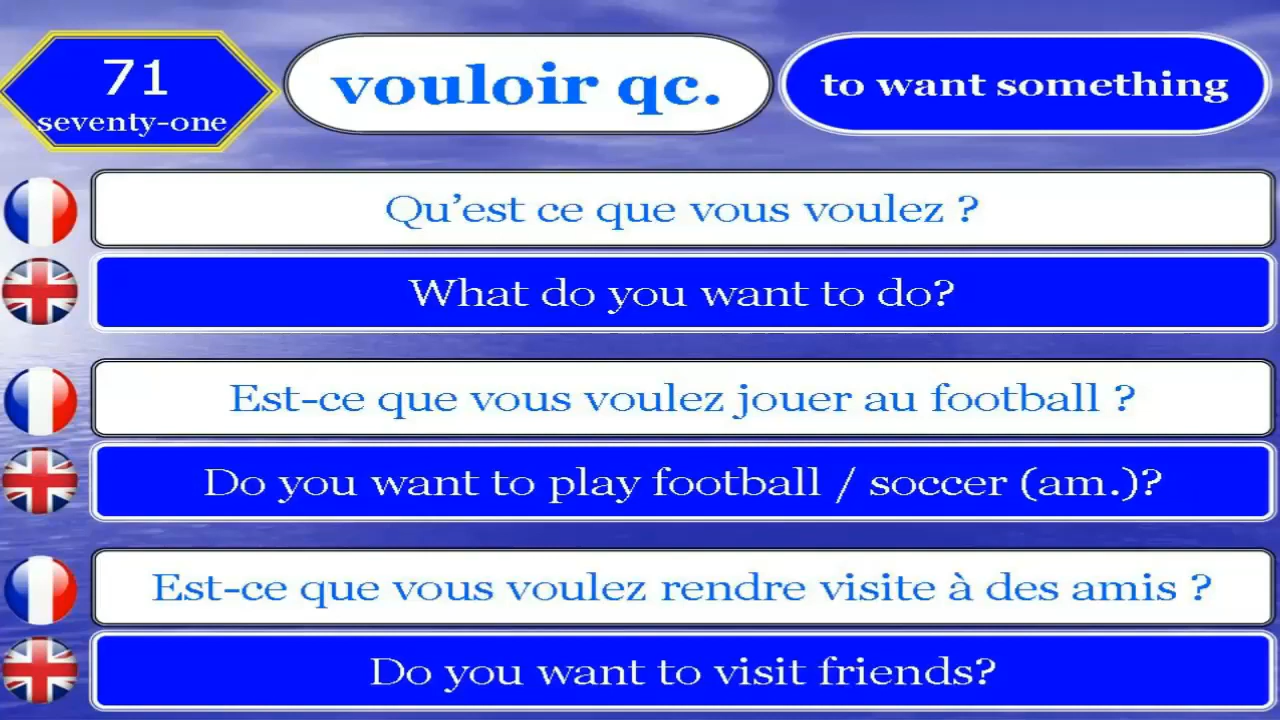 71
seventy-one
vouloir qc.
to want something
Qu’est ce que vous voulez ?
What do you want to do?
Est-ce que vous voulez jouer au football ?
Do you want to play football / soccer (am.)?
Est-ce que vous voulez rendre visite à des amis ?
Do you want to visit friends?